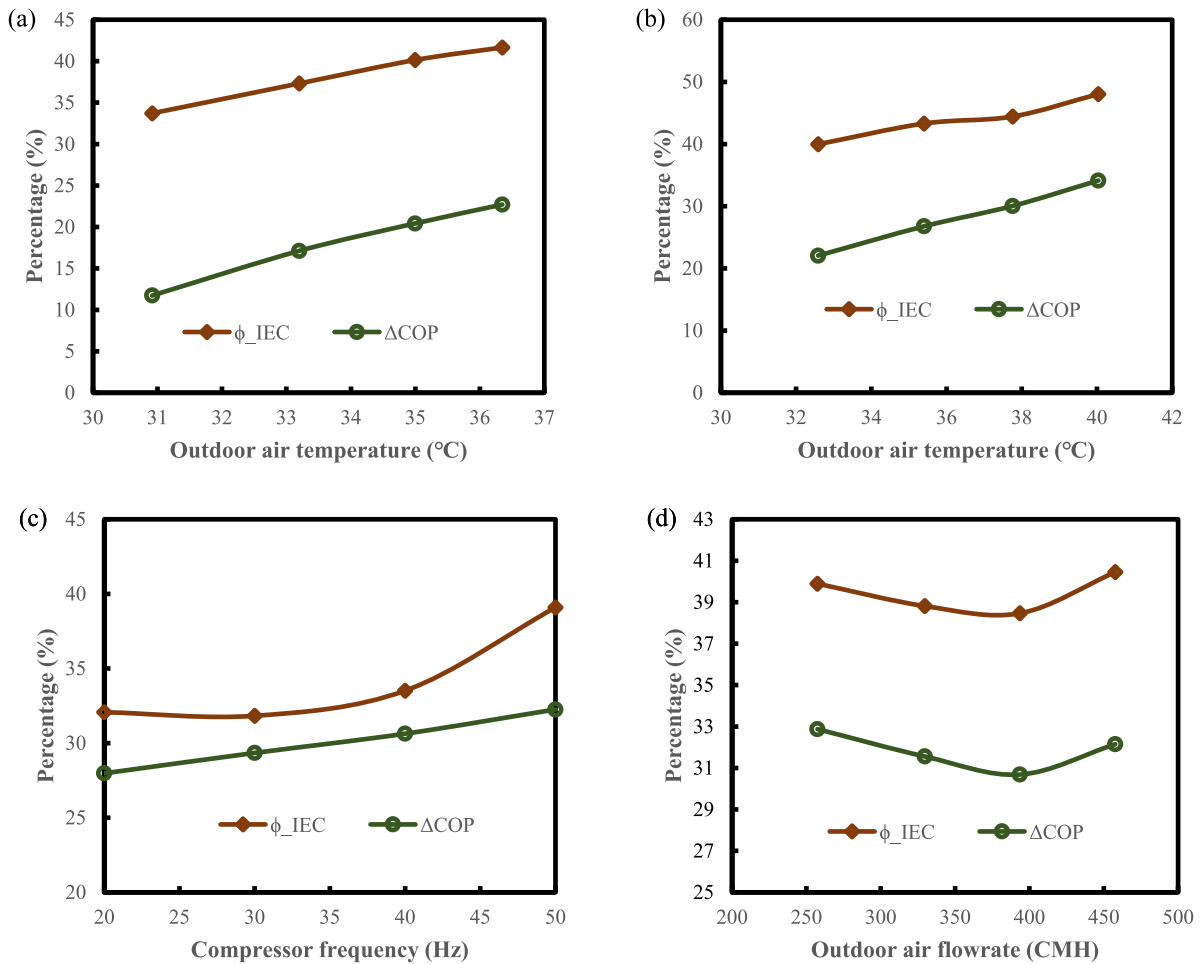 (a)
45
40
35
30
25
20
15
10
5
0
Percentage (%)
ϕ_IEC
ΔCOP
30 31 32 33 34 35 36 37
Outdoor air temperature (℃)
(b)
60
50
40
30
20
10
0
Percentage (%)
ϕ_IEC
ΔCOP
30 32 34 36 38 40 42
Outdoor air temperature (℃)
(c)
45
40
35
30
25
20
Percentage (%)
ϕ_IEC
ΔCOP
20 25 30 35 40 45 50
Compressor frequency (Hz)
(d)
43
41
39
37
35
33
31
29
27
25
Percentage (%)
ϕ_IEC
ΔCOP
200 250 300 350 400 450 500
Outdoor air flowrate (CMH)